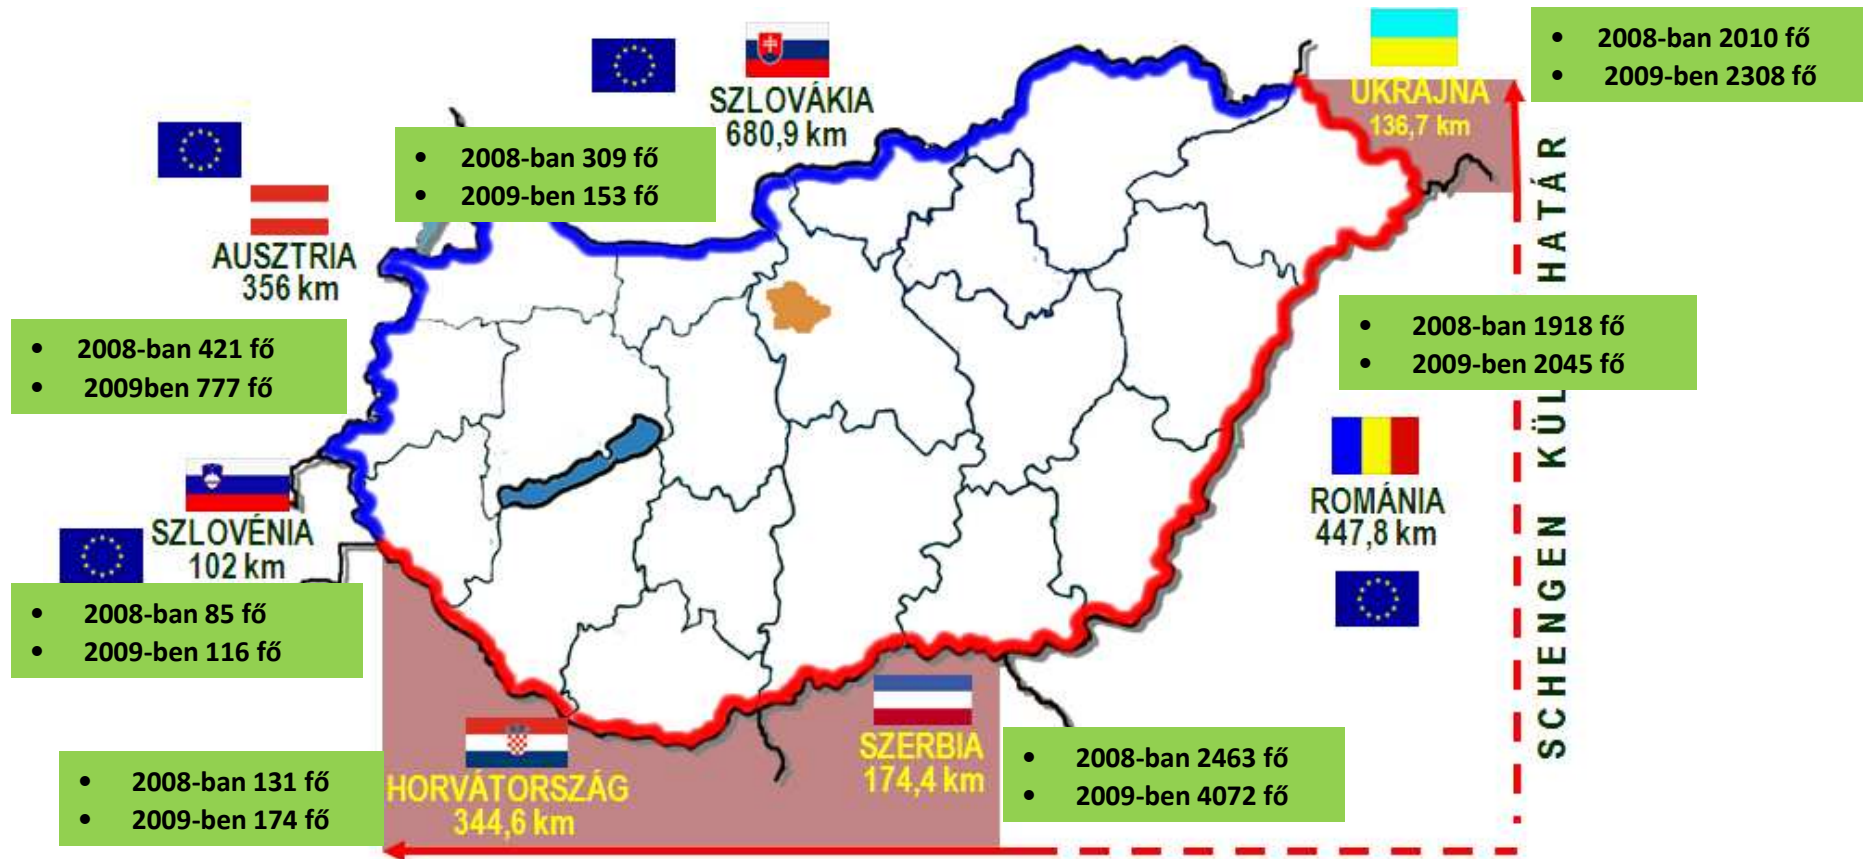 • 2008-ban 2010 fő
• 2009-ben 2308 fő
UKRAJNA
136,7 km
SZLOVÁKIA
680,9 km
• 2008-ban 309 fő
• 2009-ben 153 fő
AUSZTRIA
356 km
• 2008-ban 421 fő
• 2009ben 777 fő
• 2008-ban 1918 fő
• 2009-ben 2045 fő
ROMÁNIA
447,8 km
SZLOVÉNIA
102 km
• 2008-ban 85 fő
• 2009-ben 116 fő
HORVÁTORSZÁG
344,6 km
• 2008-ban 131 fő
• 2009-ben 174 fő
SZERBIA
174,4 km
• 2008-ban 2463 fő
• 2009-ben 4072 fő
SCHENGEN KÜL HATÁR